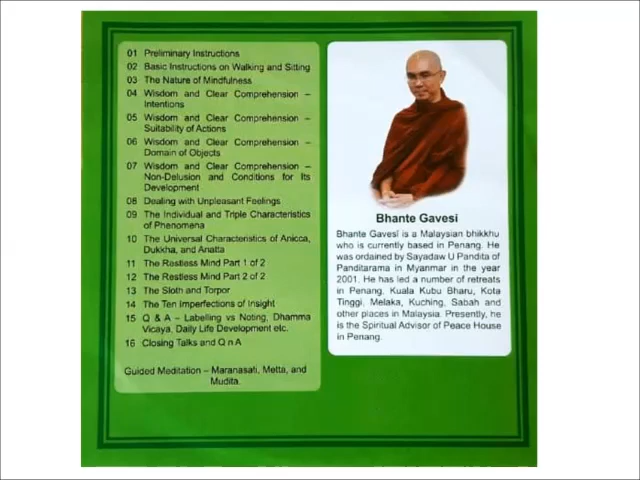 01 Preliminary Instructions
02 Basic Instructions on Walking and Sitting
03 The Nature of Mindfulness
04 Wisdom and Clear Comprehension –
Intentions
05 Wisdom and Clear Comprehension –
Suitability of Actions
06 Wisdom and Clear Comprehension –
Domain of Objects
07 Wisdom and Clear Comprehension –
Non-Delusion and Conditions for Its
Development
08 Dealing with Unpleasant Feelings
09 The Individual and Triple Characteristics
of Phenomena
10 The Universal Characteristics of Anicca,
Dukkha, and Anatta
11 The Restless Mind Part 1 of 2
12 The Restless Mind Part 2 of 2
13 The Sloth and Torpor
14 The Ten Imperfections of Insight
15 Q & A – Labelling vs Noting, Dhamma
Vicaya, Daily Life Development etc.
16 Closing Talks and Q n A
Guided Meditation – Maranasati, Metta, and
Mudita.
Bhante Gavesi
Bhante Gavesi is a Malaysian bhikkhu
who is currently based in Penang. He
was ordained by Sayadaw U Pandita of
Panditarama in Myanmar in the year
2001. He has led a number of retreats
in Penang, Kuala Kubu Bharu, Kota
Tinggi, Melaka, Kuching, Sabah and
other places in Malaysia. Presently, he
is the Spiritual Advisor of Peace House
in Penang.